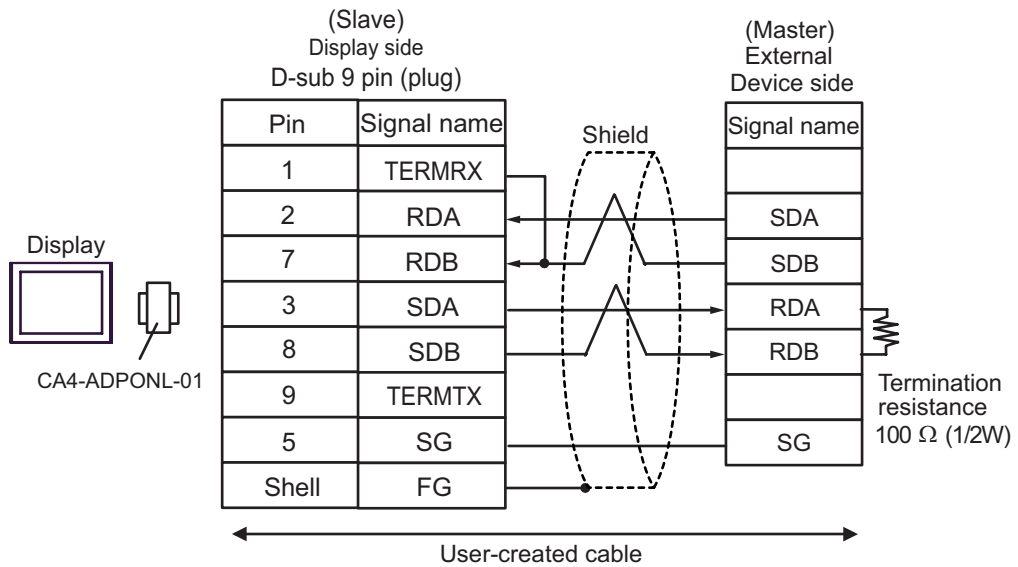 (Slave)
Display side
D-sub 9 pin (plug)
(Master)
External
Device side
Pin Signal name
Shield
Signal name
1 TERMRX
2 RDA
SDA
Display
7 RDB
SDB
3 SDA
RDA
8 SDB
RDB
CA4-ADPONL-01
9 TERMTX
Termination
resistance
100 Ω (1/2W)
5 SG
SG
Shell FG
User-created cable